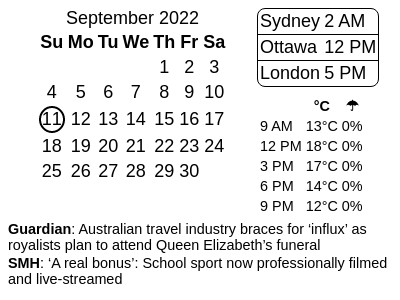 September 2022
Su Mo Tu We Th Fr Sa
1 2 3
4 5 6 7 8 9 10
11 12 13 14 15 16 17
18 19 20 21 22 23 24
25 26 27 28 29 30
Sydney 2 AM
Ottawa 12 PM
London 5 PM
°C ☂
9 AM 13°C 0%
12 PM 18°C 0%
3 PM 17°C 0%
6 PM 14°C 0%
9 PM 12°C 0%
Guardian: Australian travel industry braces for ‘influx’ as
royalists plan to attend Queen Elizabeth’s funeral
SMH: ‘A real bonus’: School sport now professionally filmed
and live-streamed